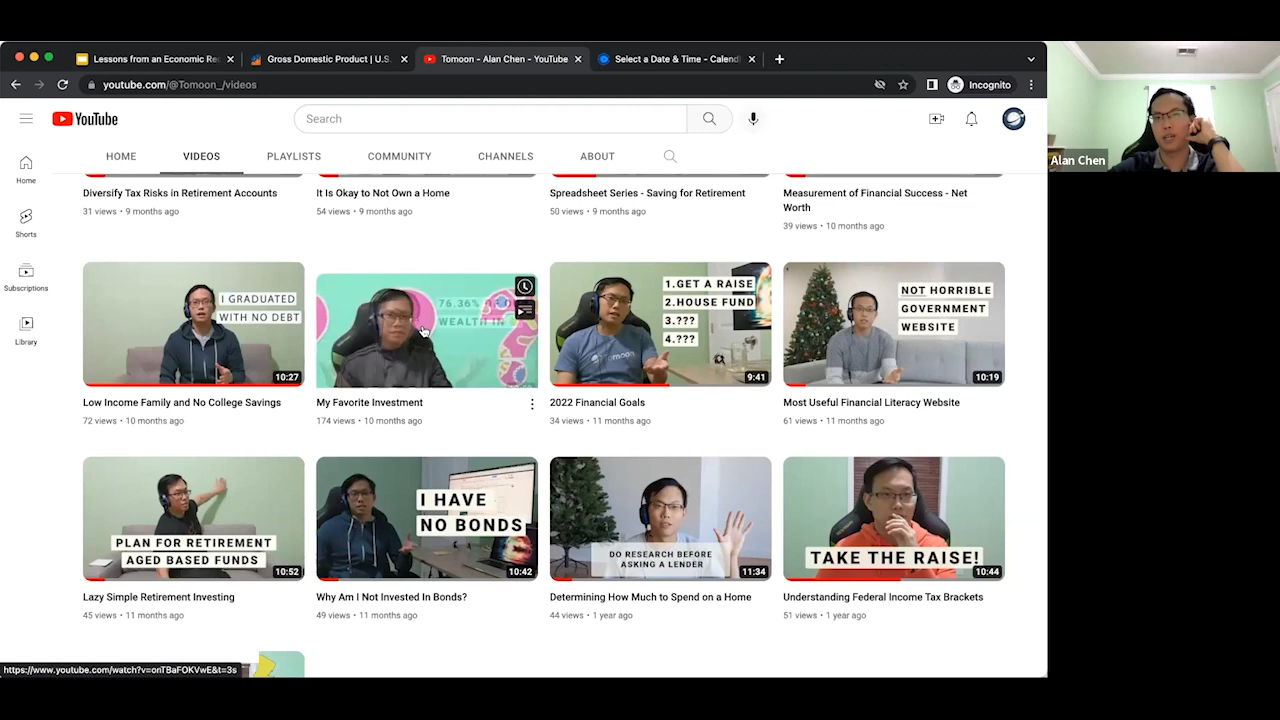 Lessons from an Economic Re
Gross Domestic Product | U.S.
Tomoon - Alan Chen - YouTube
Select a Date & Time - Calend
youtube.com/@Tomoon_/videos
Incognito
YouTube
Search
HOME
VIDEOS
PLAYLISTS
COMMUNITY
CHANNELS
ABOUT
Home
Shorts
Subscriptions
Library
Alan Chen
Diversify Tax Risks in Retirement Accounts
31 views • 9 months ago
It Is Okay to Not Own a Home
54 views • 9 months ago
Spreadsheet Series - Saving for Retirement
50 views • 9 months ago
Measurement of Financial Success - Net
Worth
39 views • 10 months ago
I GRADUATED
WITH NO DEBT
10:27
Low Income Family and No College Savings
72 views • 10 months ago
76.36%
WEALTH IN
My Favorite Investment
174 views • 10 months ago
1.GET A RAISE
2.HOUSE FUND
3.???
4.???
Tomoon
9:41
2022 Financial Goals
34 views • 11 months ago
NOT HORRIBLE
GOVERNMENT
WEBSITE
10:19
Most Useful Financial Literacy Website
61 views • 11 months ago
PLAN FOR RETIREMENT
AGED BASED FUNDS
10:52
Lazy Simple Retirement Investing
45 views • 11 months ago
I HAVE
NO BONDS
10:42
Why Am I Not Invested In Bonds?
49 views • 11 months ago
DO RESEARCH BEFORE
ASKING A LENDER
11:34
Determining How Much to Spend on a Home
44 views • 1 year ago
TAKE THE RAISE!
10:44
Understanding Federal Income Tax Brackets
51 views • 1 year ago
https://www.youtube.com/watch?v=onTBaFOKVwE&t=3s